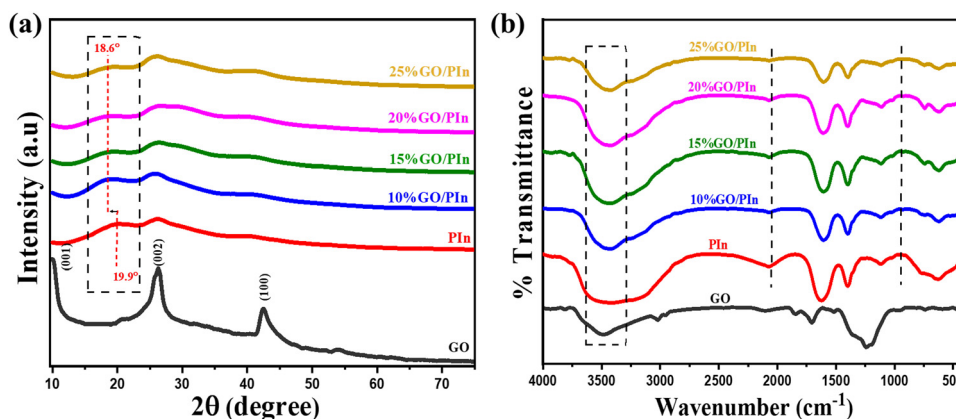 (a)
Intensity (a.u)
18.6°
25%GO/PIn
20%GO/PIn
15%GO/PIn
10%GO/PIn
PIn
19.9°
(001)
(002)
(100)
GO
10 20 30 40 50 60 70
2θ (degree)
(b)
% Transmittance
25%GO/PIn
20%GO/PIn
15%GO/PIn
10%GO/PIn
PIn
GO
4000 3500 3000 2500 2000 1500 1000 500
Wavenumber (cm⁻¹)